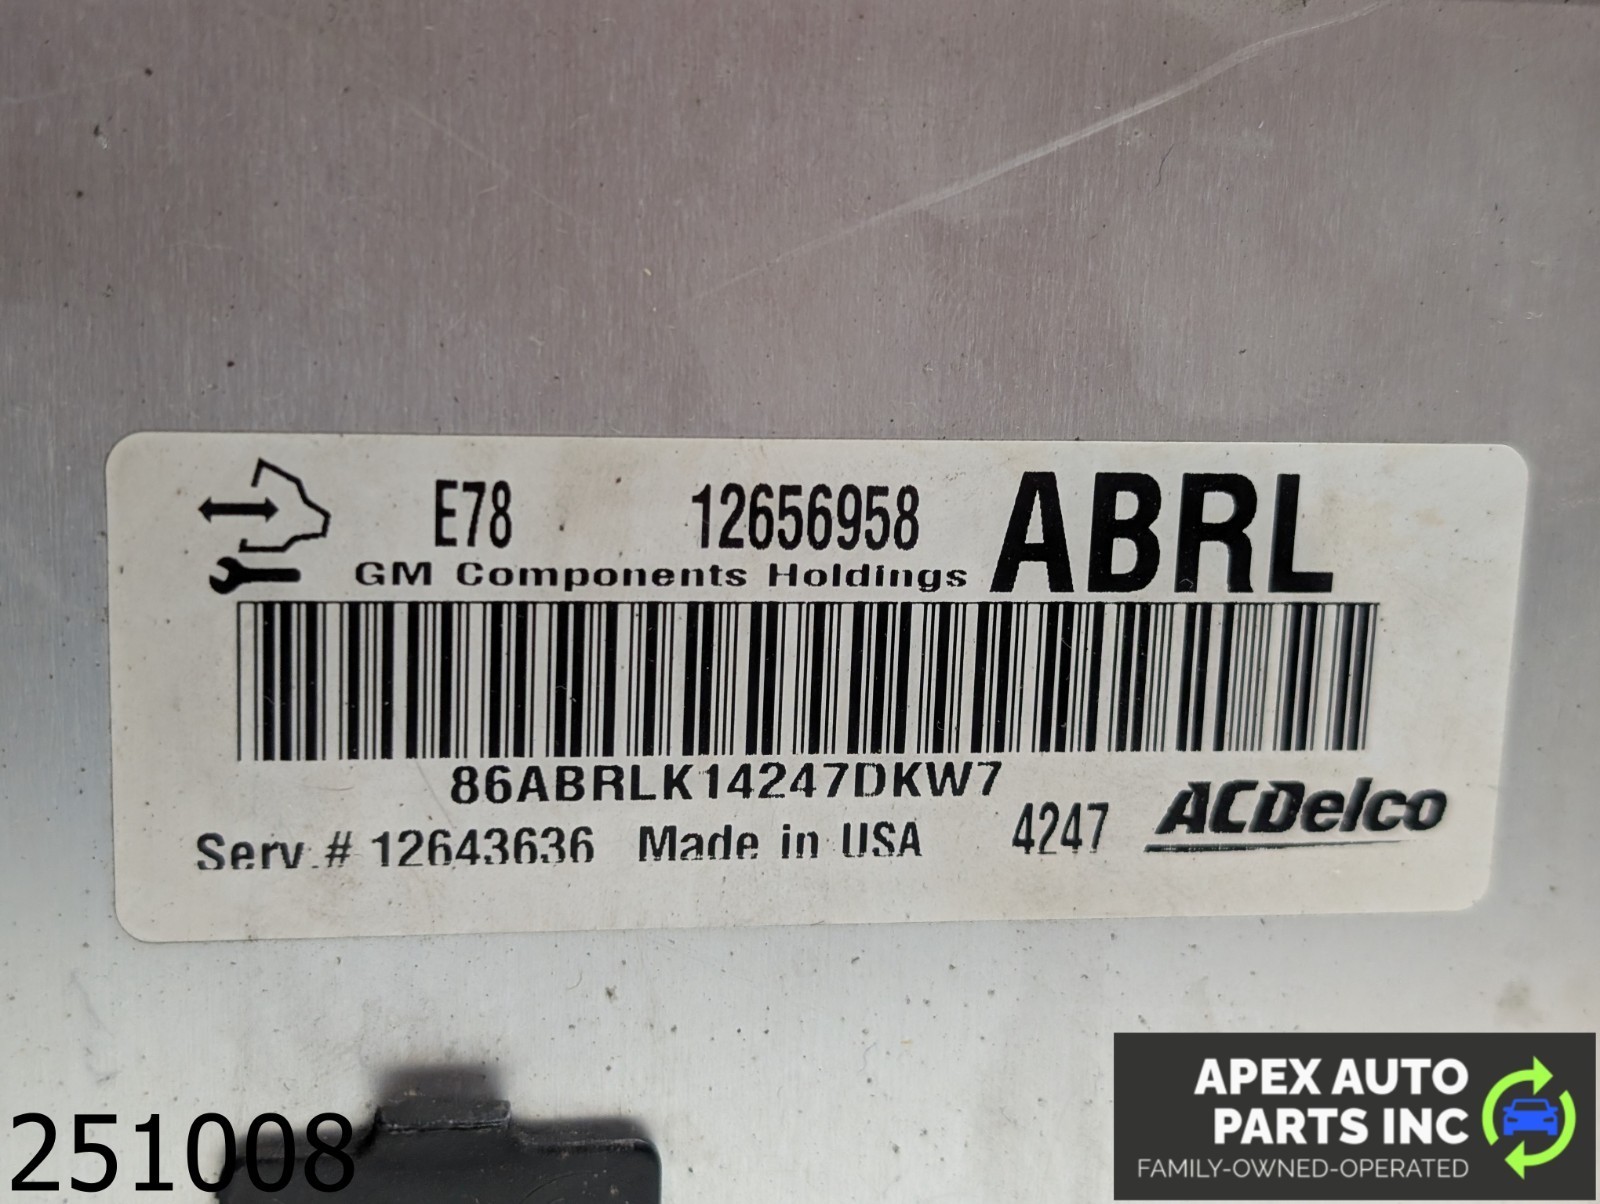 E78 12656958 ABRL
GM Components Holdings
86ABRLK14247DKW7
Serv.# 12643636 Made in USA 4247 ACDelco
251008
APEX AUTO
PARTS INC
FAMILY-OWNED-OPERATED